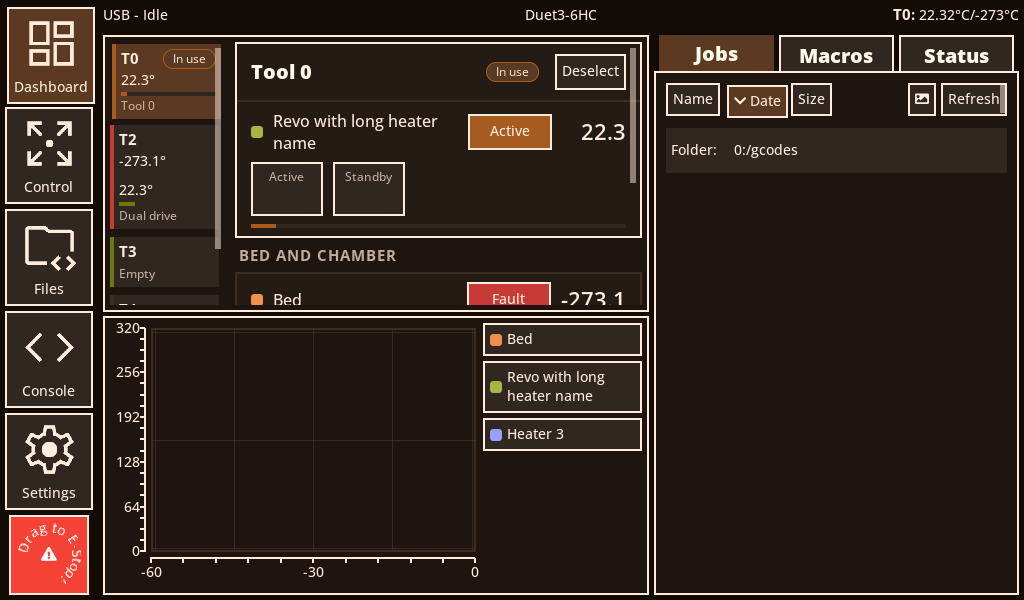 USB - Idle
Duet3-6HC
T0: 22.32°C/-273°C
Dashboard
Control
Files
Console
Settings
Drag to E-Stop!
T0
In use
22.3°
Tool 0
T2
-273.1°
22.3°
Dual drive
T3
Empty
Tool 0
In use
Deselect
Revo with long heater
name
Active
22.3
Active
Standby
BED AND CHAMBER
Bed
Fault
-273.1
320
256
192
128
64
0
-60
-30
0
Bed
Revo with long
heater name
Heater 3
Jobs
Macros
Status
Name
Date
Size
Refresh
Folder:
0:/gcodes